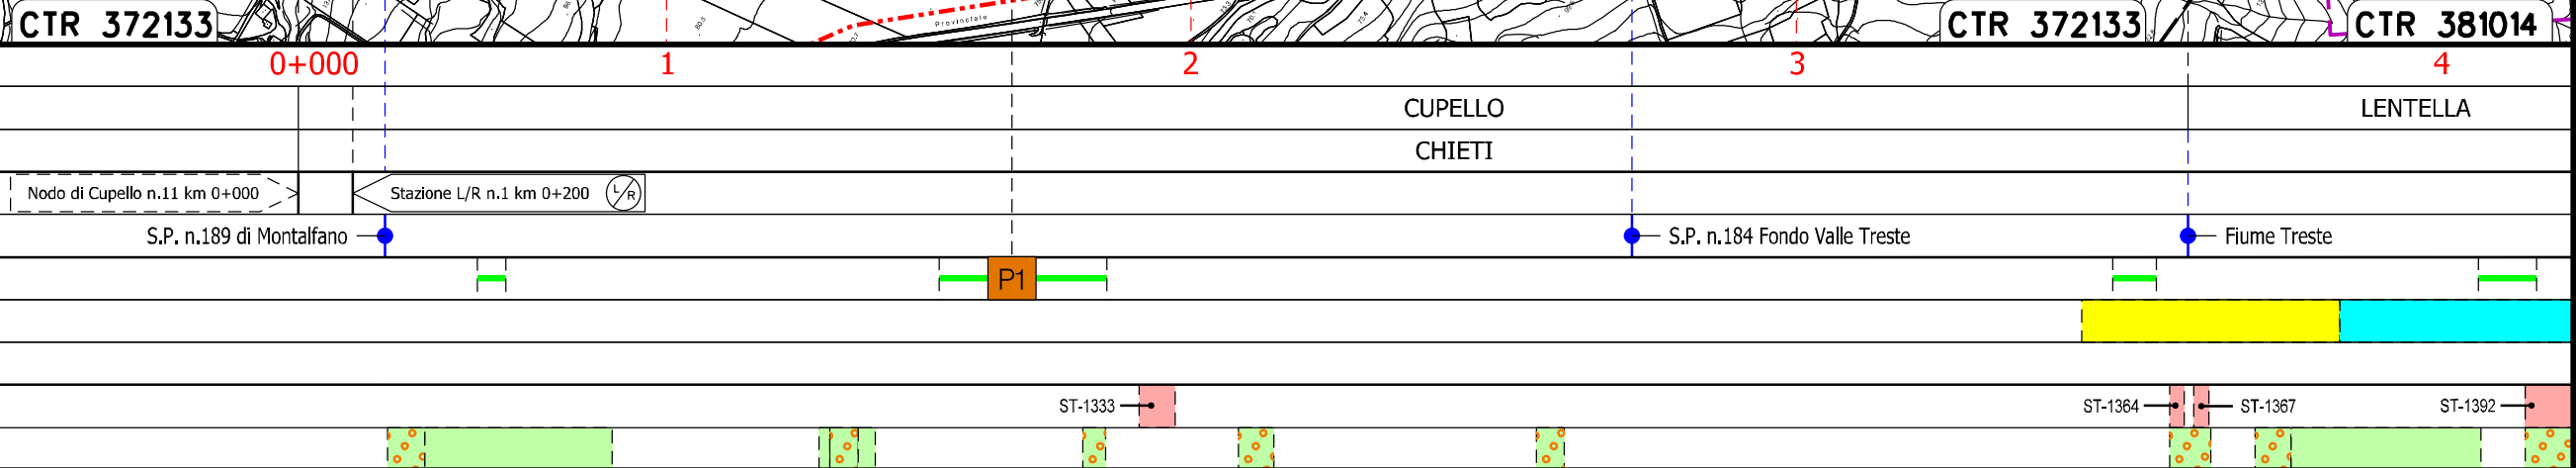 CTR 372133
Provinciale
CTR 372133
CTR 381014
0+000 1 2 3 4
CUPELLO LENTELLA
CHIETI
Nodo di Cupello n.11 km 0+000
Stazione L/R n.1 km 0+200 L/R
S.P. n.189 di Montalfano
S.P. n.184 Fondo Valle Treste
Fiume Treste
P1
ST-1333
ST-1364
ST-1367
ST-1392